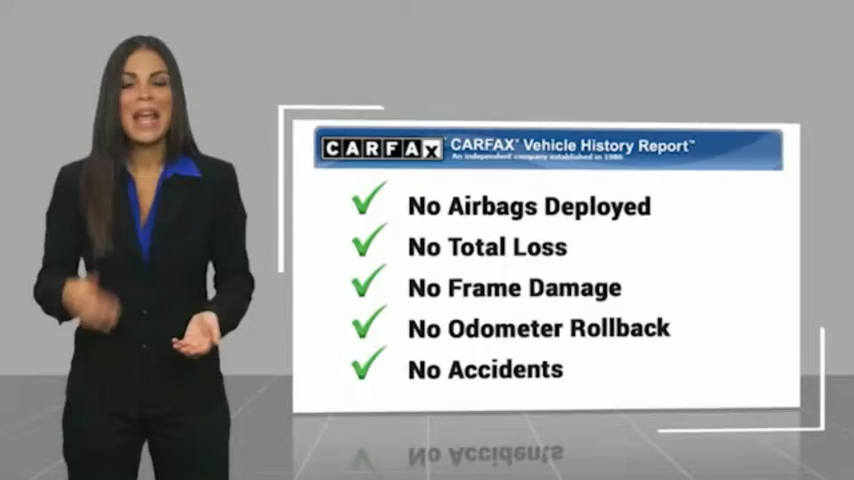 CARFAX CARFAX® Vehicle History Report™
An independent company established in 1986
No Airbags Deployed
No Total Loss
No Frame Damage
No Odometer Rollback
No Accidents
No Accidents